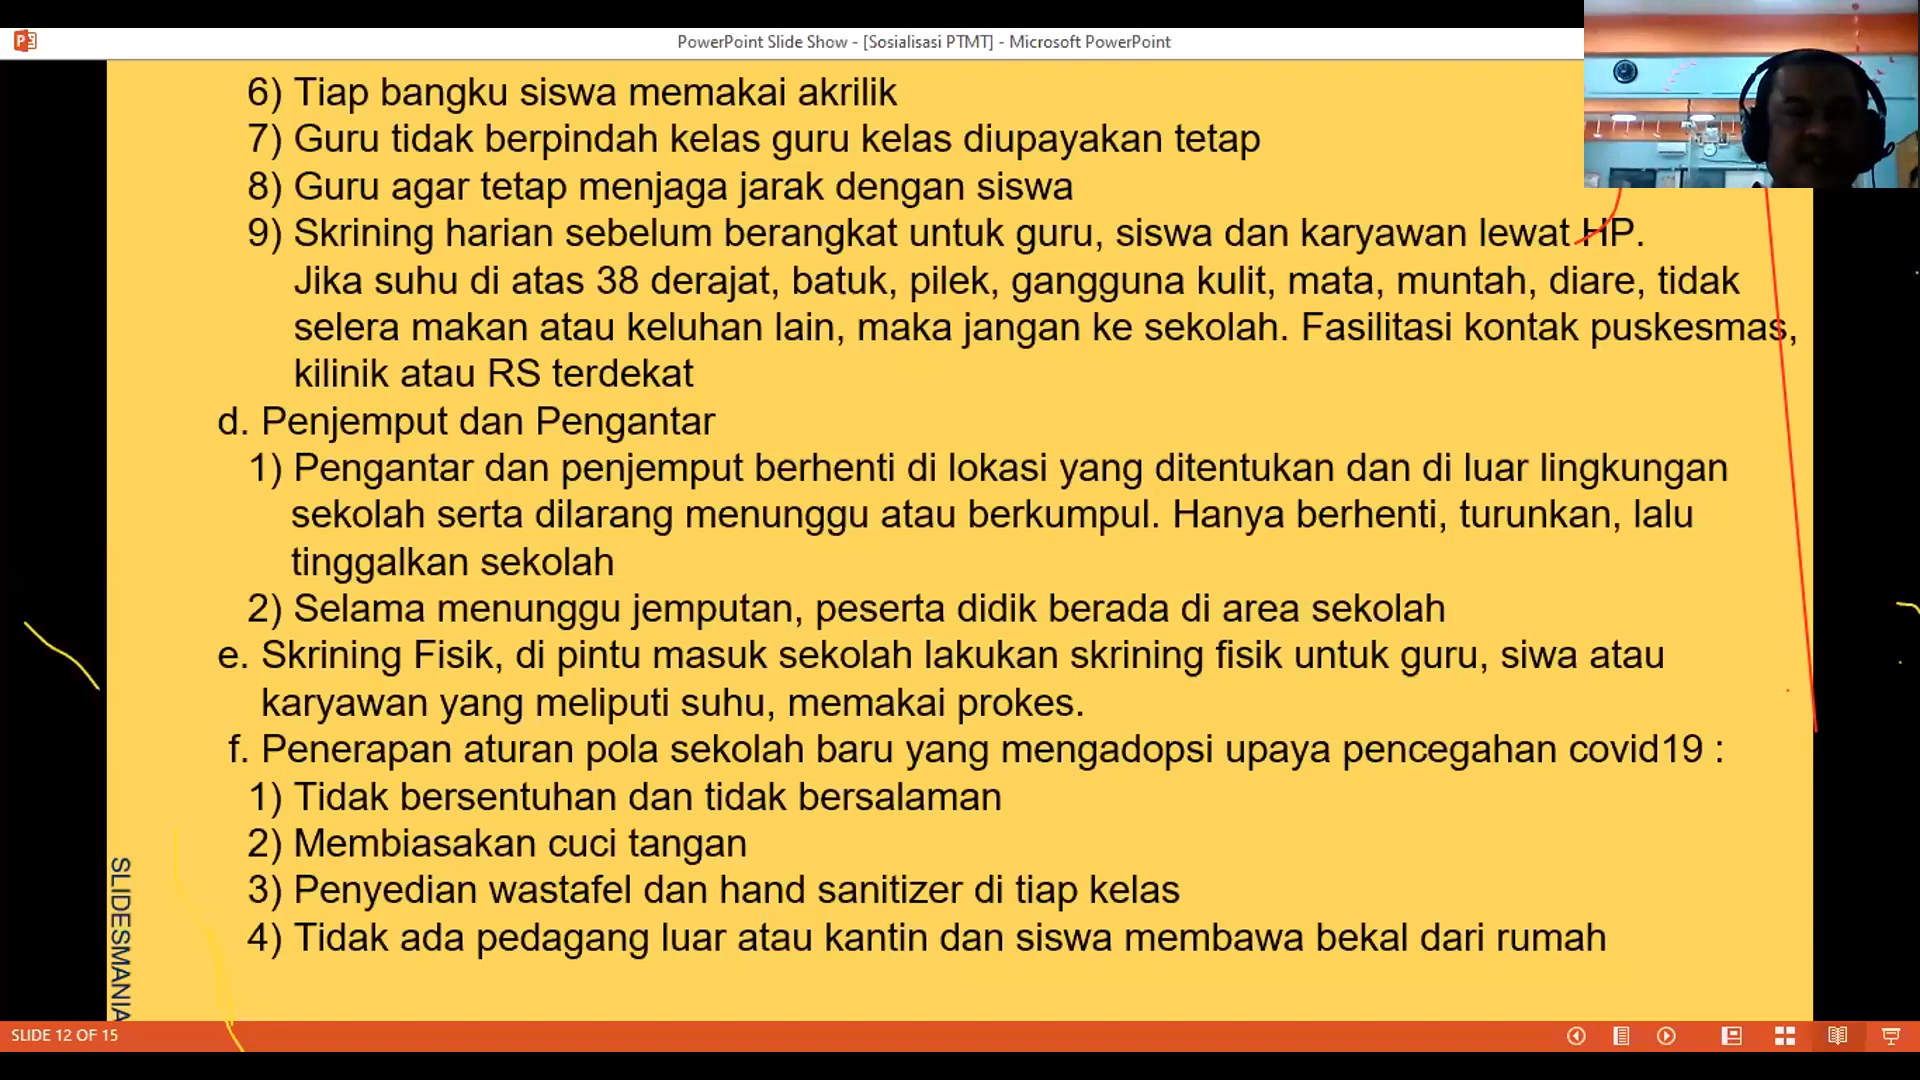 PowerPoint Slide Show - [Sosialisasi PTMT] - Microsoft PowerPoint
6) Tiap bangku siswa memakai akrilik
7) Guru tidak berpindah kelas guru kelas diupayakan tetap
8) Guru agar tetap menjaga jarak dengan siswa
9) Skrining harian sebelum berangkat untuk guru, siswa dan karyawan lewat HP.
Jika suhu di atas 38 derajat, batuk, pilek, gangguna kulit, mata, muntah, diare, tidak
selera makan atau keluhan lain, maka jangan ke sekolah. Fasilitasi kontak puskesmas,
kilinik atau RS terdekat
d. Penjemput dan Pengantar
1) Pengantar dan penjemput berhenti di lokasi yang ditentukan dan di luar lingkungan
sekolah serta dilarang menunggu atau berkumpul. Hanya berhenti, turunkan, lalu
tinggalkan sekolah
2) Selama menunggu jemputan, peserta didik berada di area sekolah
e. Skrining Fisik, di pintu masuk sekolah lakukan skrining fisik untuk guru, siwa atau
karyawan yang meliputi suhu, memakai prokes.
f. Penerapan aturan pola sekolah baru yang mengadopsi upaya pencegahan covid19 :
1) Tidak bersentuhan dan tidak bersalaman
2) Membiasakan cuci tangan
3) Penyedian wastafel dan hand sanitizer di tiap kelas
4) Tidak ada pedagang luar atau kantin dan siswa membawa bekal dari rumah
SLIDESMANIA
SLIDE 12 OF 15